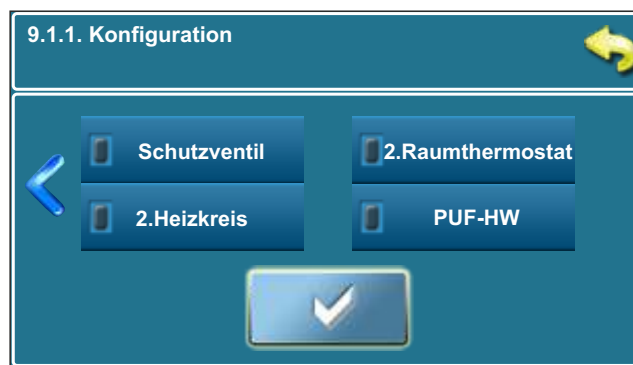 9.1.1. Konfiguration
Schutzventil
2.Raumthermostat
2.Heizkreis
PUF-HW